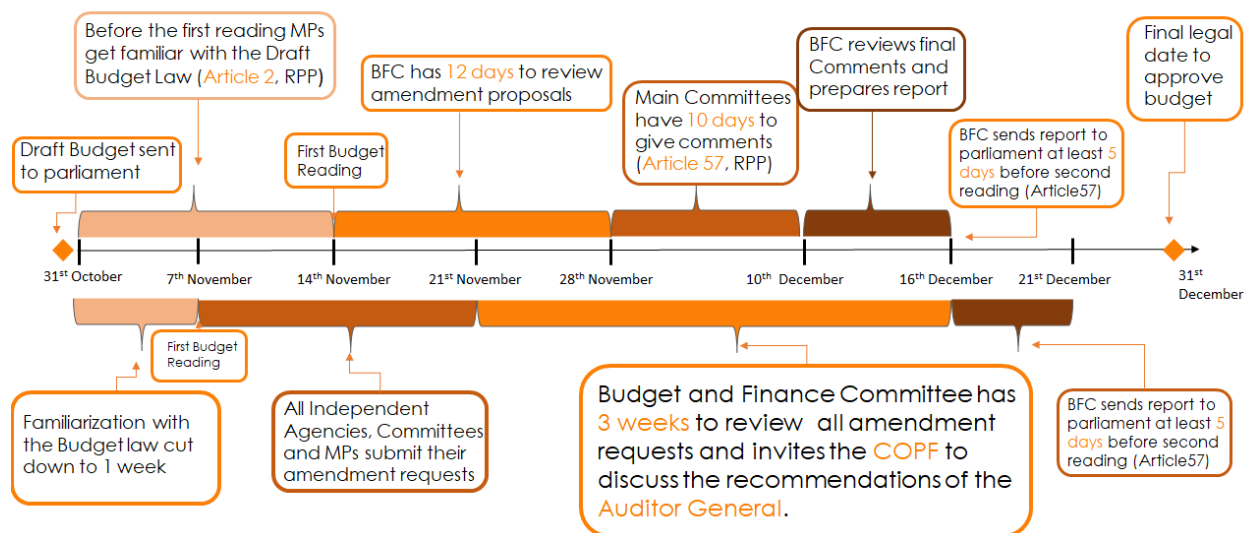 Before the first reading MPs
get familiar with the Draft
Budget Law (Article 2, RPP)
BFC has 12 days to review
amendment proposals
BFC reviews final
Comments and
prepares report
Final legal
date to
approve
budget
Draft Budget sent
to parliament
First Budget
Reading
Main Committees
have 10 days to
give comments
(Article 57, RPP)
BFC sends report to
parliament at least 5
days before second
reading (Article57)
31st October
7th November
14th November
21st November
28th November
10th December
16th December
21st December
31st
December
First Budget
Reading
Familiarization with
the Budget law cut
down to 1 week
All Independent
Agencies, Committees
and MPs submit their
amendment requests
Budget and Finance Committee has
3 weeks to review all amendment
requests and invites the COPF to
discuss the recommendations of the
Auditor General.
BFC sends report to
parliament at least 5
days before second
reading (Article57)